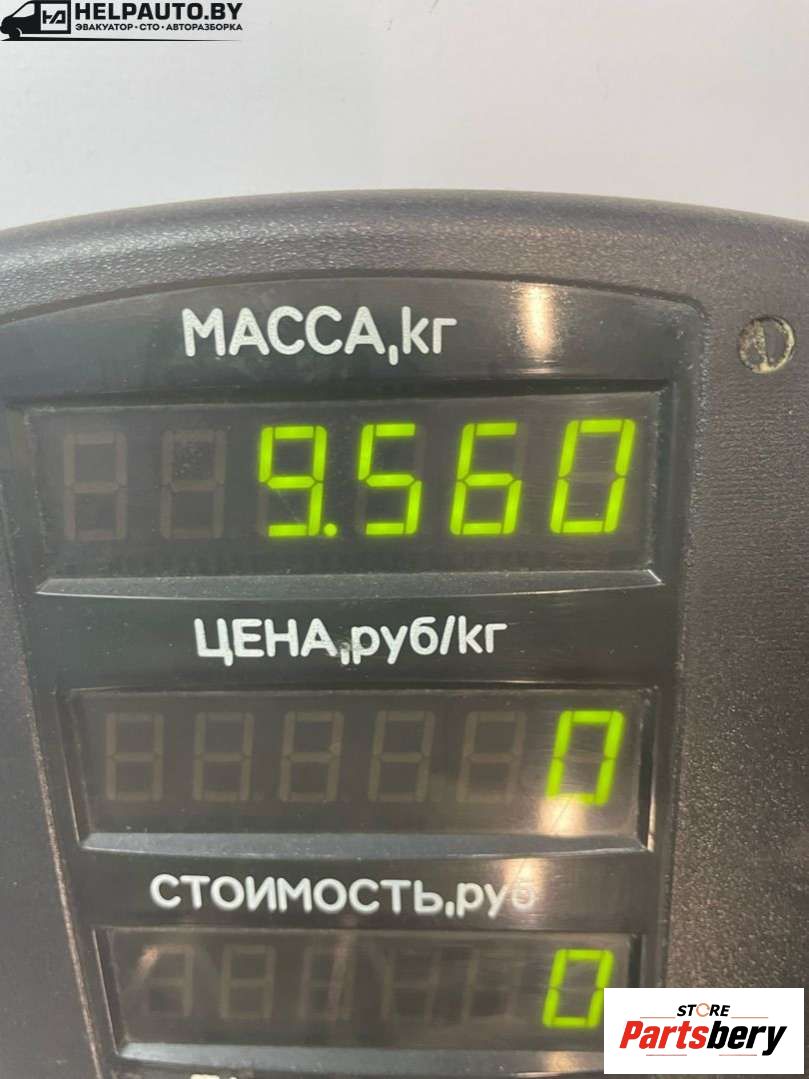 HELPAUTO.BY
ЭВАКУАТОР • СТО • АВТОРАЗБОРКА
МАССА,кг
9.560
ЦЕНА,руб/кг
0
СТОИМОСТЬ,руб
0
STORE
Partsbery